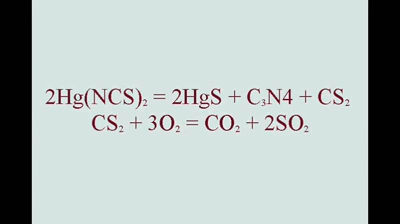 2Hg(NCS)₂ = 2HgS + C₃N4 + CS₂
CS₂ + 3O₂ = CO₂ + 2SO₂